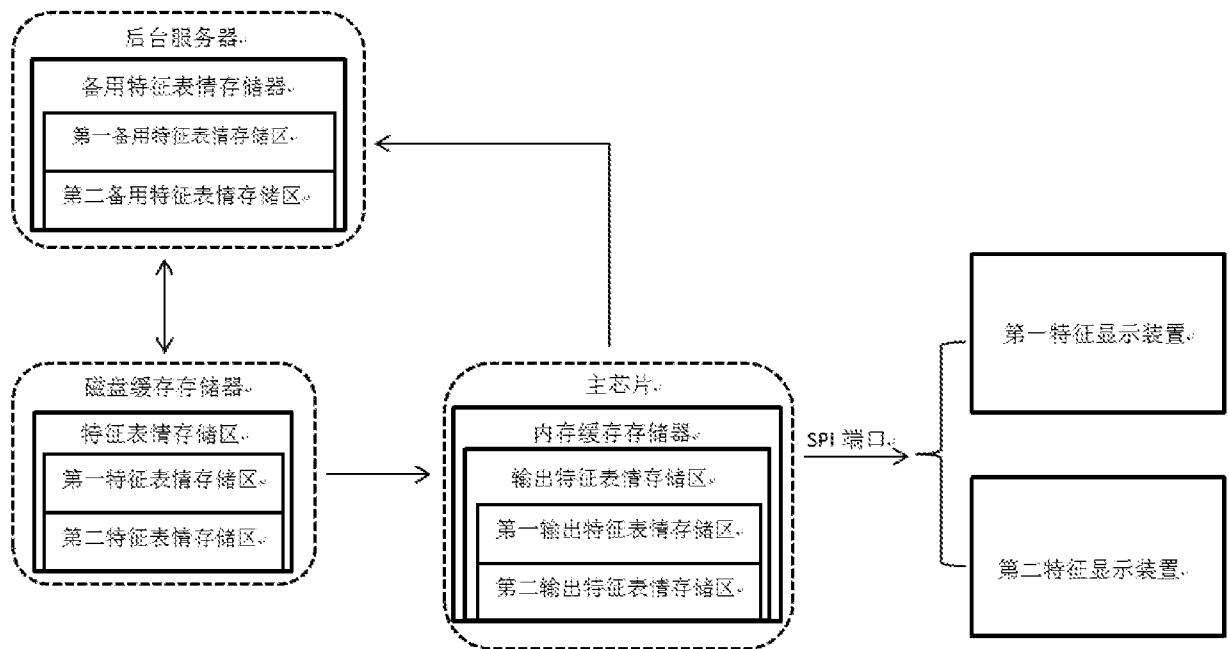 后台服务器
备用特征表情存储器
第一备用特征表情存储区
第二备用特征表情存储区
磁盘缓存存储器
特征表情存储区
第一特征表情存储区
第二特征表情存储区
主芯片
内存缓存存储器
输出特征表情存储区
第一输出特征表情存储区
第二输出特征表情存储区
SPI 端口
第一特征显示装置
第二特征显示装置